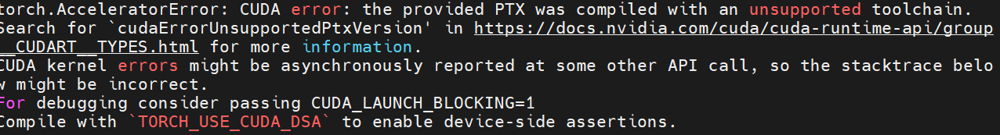 torch.AcceleratorError: CUDA error: the provided PTX was compiled with an unsupported toolchain.
Search for `cudaErrorUnsupportedPtxVersion' in https://docs.nvidia.com/cuda/cuda-runtime-api/group
__CUDART__TYPES.html for more information.
CUDA kernel errors might be asynchronously reported at some other API call, so the stacktrace belo
w might be incorrect.
For debugging consider passing CUDA_LAUNCH_BLOCKING=1
Compile with `TORCH_USE_CUDA_DSA` to enable device-side assertions.